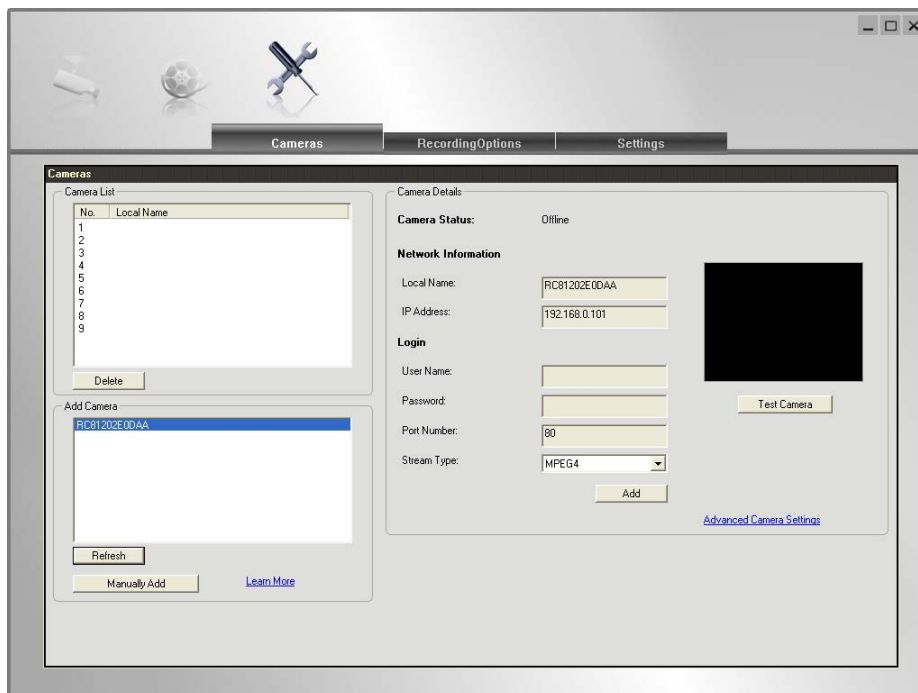 Cameras RecordingOptions Settings
Cameras
Camera List
No. Local Name
1
2
3
4
5
6
7
8
9
Delete
Add Camera
RC81202E0DAA
Refresh
Manually Add Learn More
Camera Details
Camera Status: Offline
Network Information
Local Name: RC81202E0DAA
IP Address: 192.168.0.101
Login
User Name:
Password:
Port Number: 80
Stream Type: MPEG4
Add
Test Camera
Advanced Camera Settings